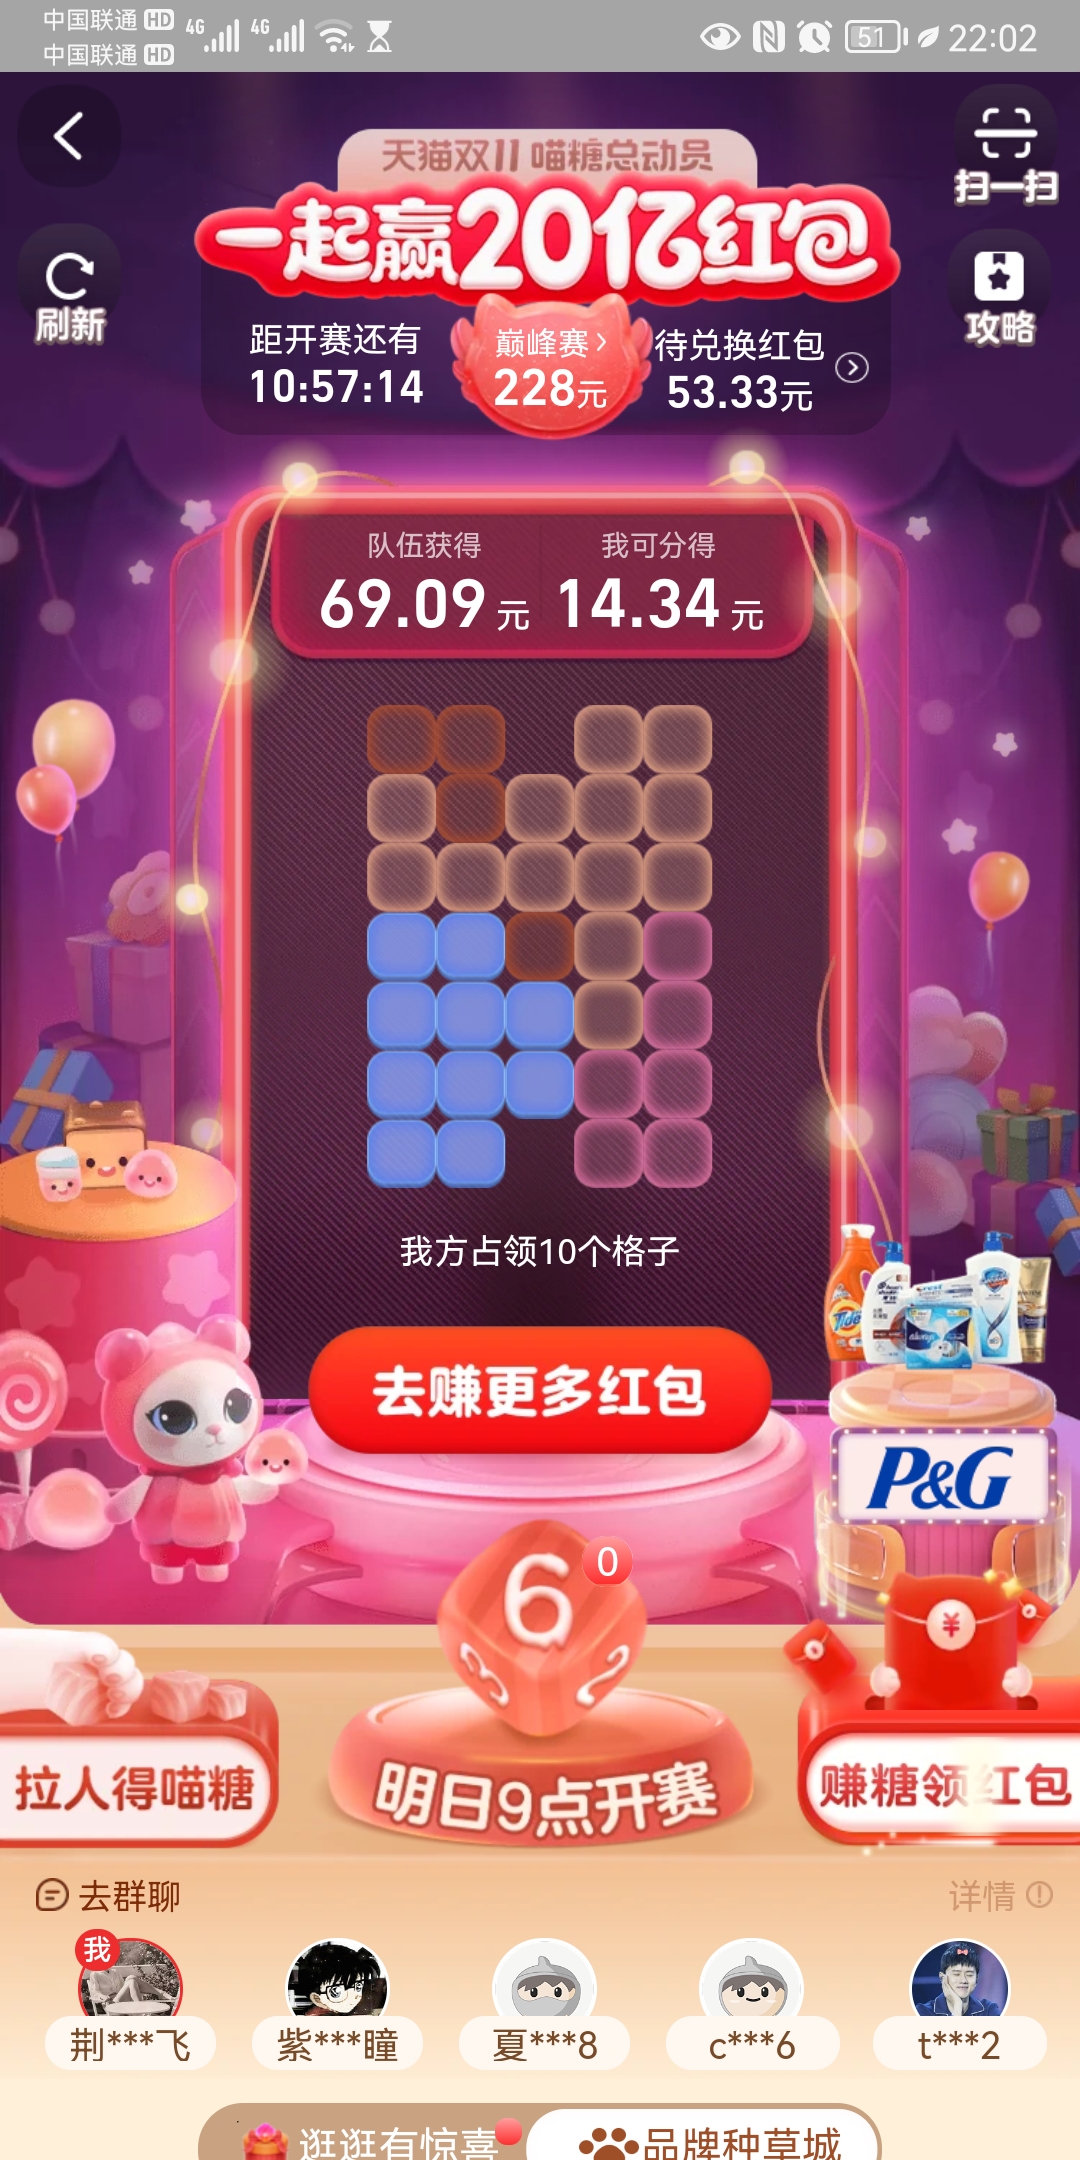 中国联通 HD 4G 4G 51 22:02
中国联通 HD
天猫双11 喵糖总动员
扫一扫
一起赢20亿红包
刷新
攻略
距开赛还有
10:57:14
巅峰赛
228元
待兑换红包
53.33元
队伍获得
69.09元
我可分得
14.34元
我方占领10个格子
去赚更多红包
Tide
P&G
6
0
拉人得喵糖
明日9点开赛
赚糖领红包
去群聊
详情
我
荆***飞
紫***瞳
夏***8
c***6
t***2
逛逛有惊喜
品牌种草城